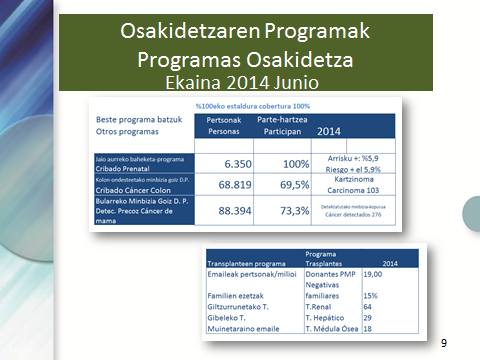 Osakidetzaren Programak
Programas Osakidetza
Ekaina 2014 Junio
%100eko estaldura cobertura 100%
Beste programa batzuk Pertsonak Parte-hartzea
Otros programas Personas Participan 2014
Jaio aurreko baheketa-programa Arrisku +: %5,9
Cribado Prenatal 6.350 100% Riesgo + el 5,9%
Kolon-ondesteetako minbizia goiz D.P. Kartzinoma
Cribado Cáncer Colon 68.819 69,5% Carcinoma 103
Bularreko Minbizia Goiz D. P. Detektatutako minbizia-kopurua
Detec. Precoz Cáncer de 88.394 73,3% Cáncer detectados 276
mama
Programa
Transplanteen programa Trasplantes 2014
Emaileak pertsonak/milioi Donantes PMP 19,00
Negativas
Familien ezetzak familiares 15%
Giltzurrunetako T. T.Renal 64
Gibeleko T. T. Hepático 29
Muinetaraino emaile T. Médula Ósea 18
9